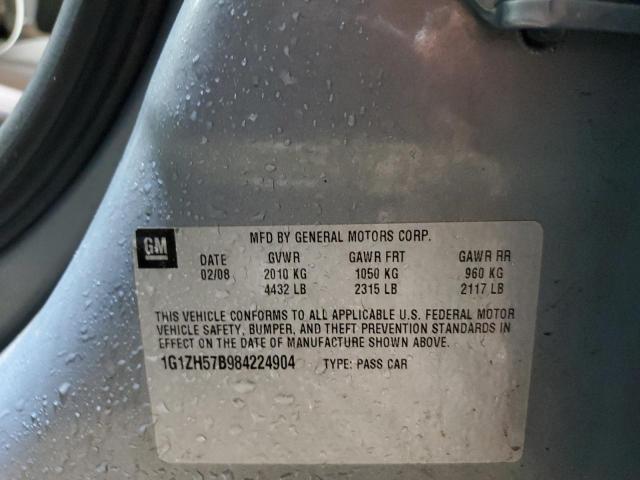 GM
MFD BY GENERAL MOTORS CORP.
DATE GVWR GAWR FRT GAWR RR
02/08 2010 KG 1050 KG 960 KG
4432 LB 2315 LB 2117 LB
THIS VEHICLE CONFORMS TO ALL APPLICABLE U.S. FEDERAL MOTOR
VEHICLE SAFETY, BUMPER, AND THEFT PREVENTION STANDARDS IN
EFFECT ON THE DATE OF MANUFACTURE SHOWN ABOVE.
1G1ZH57B984224904 TYPE: PASS CAR